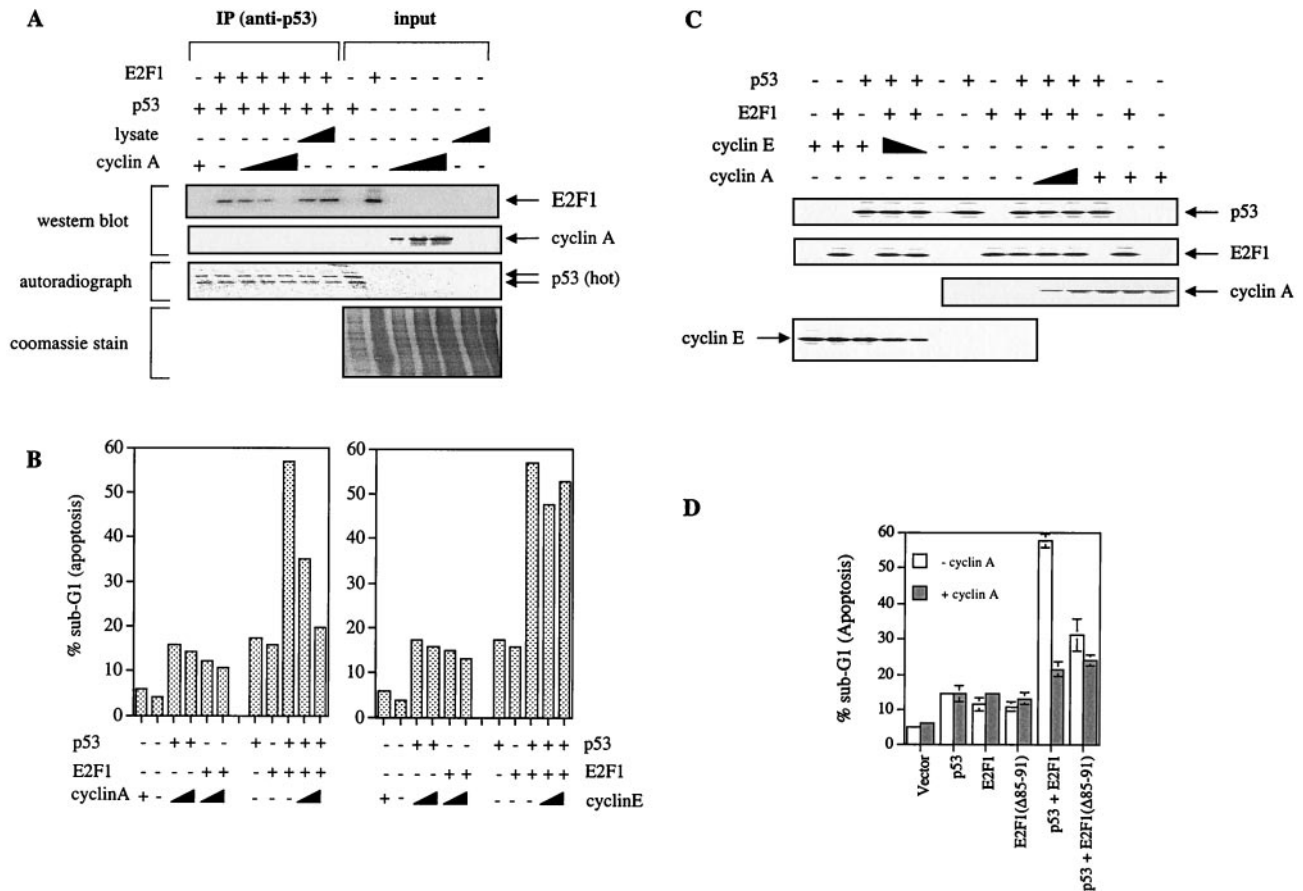 A
IP (anti-p53) input
E2F1 - + + + + + + - + - - - - -
p53 + + + + + + + + - - - - - -
lysate - - - - - - - - - - - -
cyclin A + - - - - - - -
western blot
E2F1
cyclin A
autoradiograph
p53 (hot)
coomassie stain
C
p53 - - + + + - + - + + + + - -
E2F1 - + - + + - - + + + + - + -
cyclin E + + + - - - - - - - - -
cyclin A - - - - - - - - - + + +
p53
E2F1
cyclin A
cyclin E
B
% sub-G1 (apoptosis)
60
50
40
30
20
10
0
p53 - - + + - - + - + + +
E2F1 - - - - + + - + + + +
cyclinA + - - - -
60
50
40
30
20
10
0
- - + + - - + - + + + p53
- - - - + + - + + + + E2F1
+ - - - - cyclinE
D
% sub-G1 (Apoptosis)
60
50
40
30
20
10
0
- cyclin A
+ cyclin A
Vector
p53
E2F1
E2F1(Δ85-91)
p53 + E2F1
p53 + E2F1(Δ85-91)